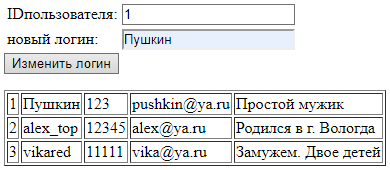 IDпользователя: 1
новый логин: Пушкин
Изменить логин
1 Пушкин 123 pushkin@ya.ru Простой мужик
2 alex_top 12345 alex@ya.ru Родился в г. Вологда
3 vikared 11111 vika@ya.ru Замужем. Двое детей